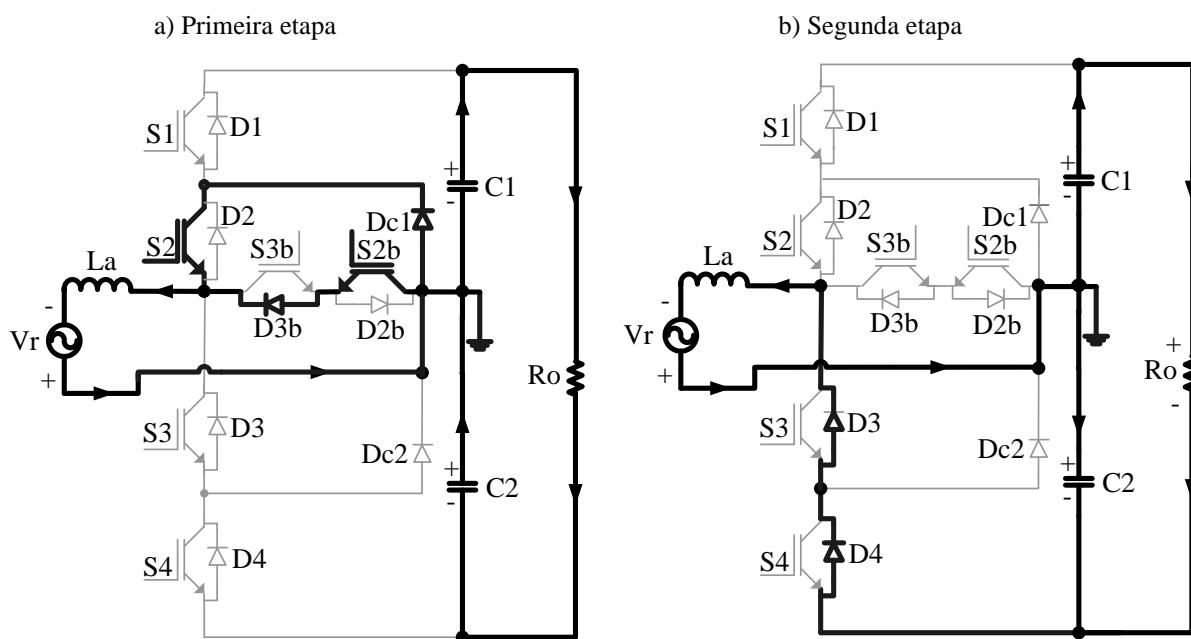 a) Primeira etapa
S1
D1
+
-
C1
D2
Dc1
S2
S3b
S2b
La
-
Vr
+
D3b
D2b
Ro
S3
D3
Dc2
+
-
C2
S4
D4
b) Segunda etapa
S1
D1
+
-
C1
D2
Dc1
S2
S3b
S2b
La
-
Vr
+
D3b
D2b
+
Ro
-
S3
D3
Dc2
+
-
C2
S4
D4